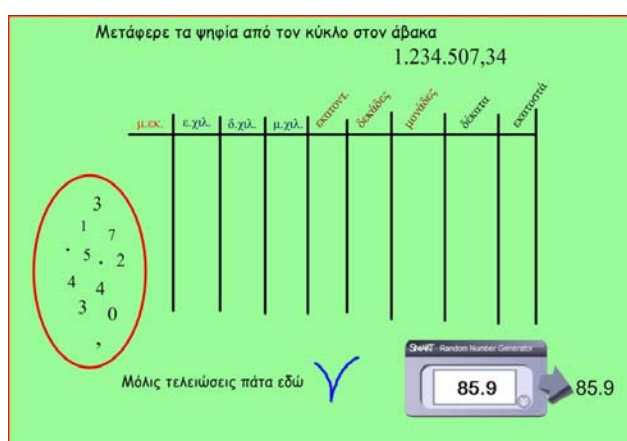 Μετάφερε τα ψηφία από τον κύκλο στον άβακα
1.234.507,34
μ.εκ. ε.χιλ. δ.χιλ. μ.χιλ. εκατοντ. δεκάδες μονάδες δέκατα εκατοστά
3
1 7
. 5 . 2
4 4
3 0
,
Μόλις τελειώσεις πάτα εδώ
SMART Random Number Generator
85.9 85.9